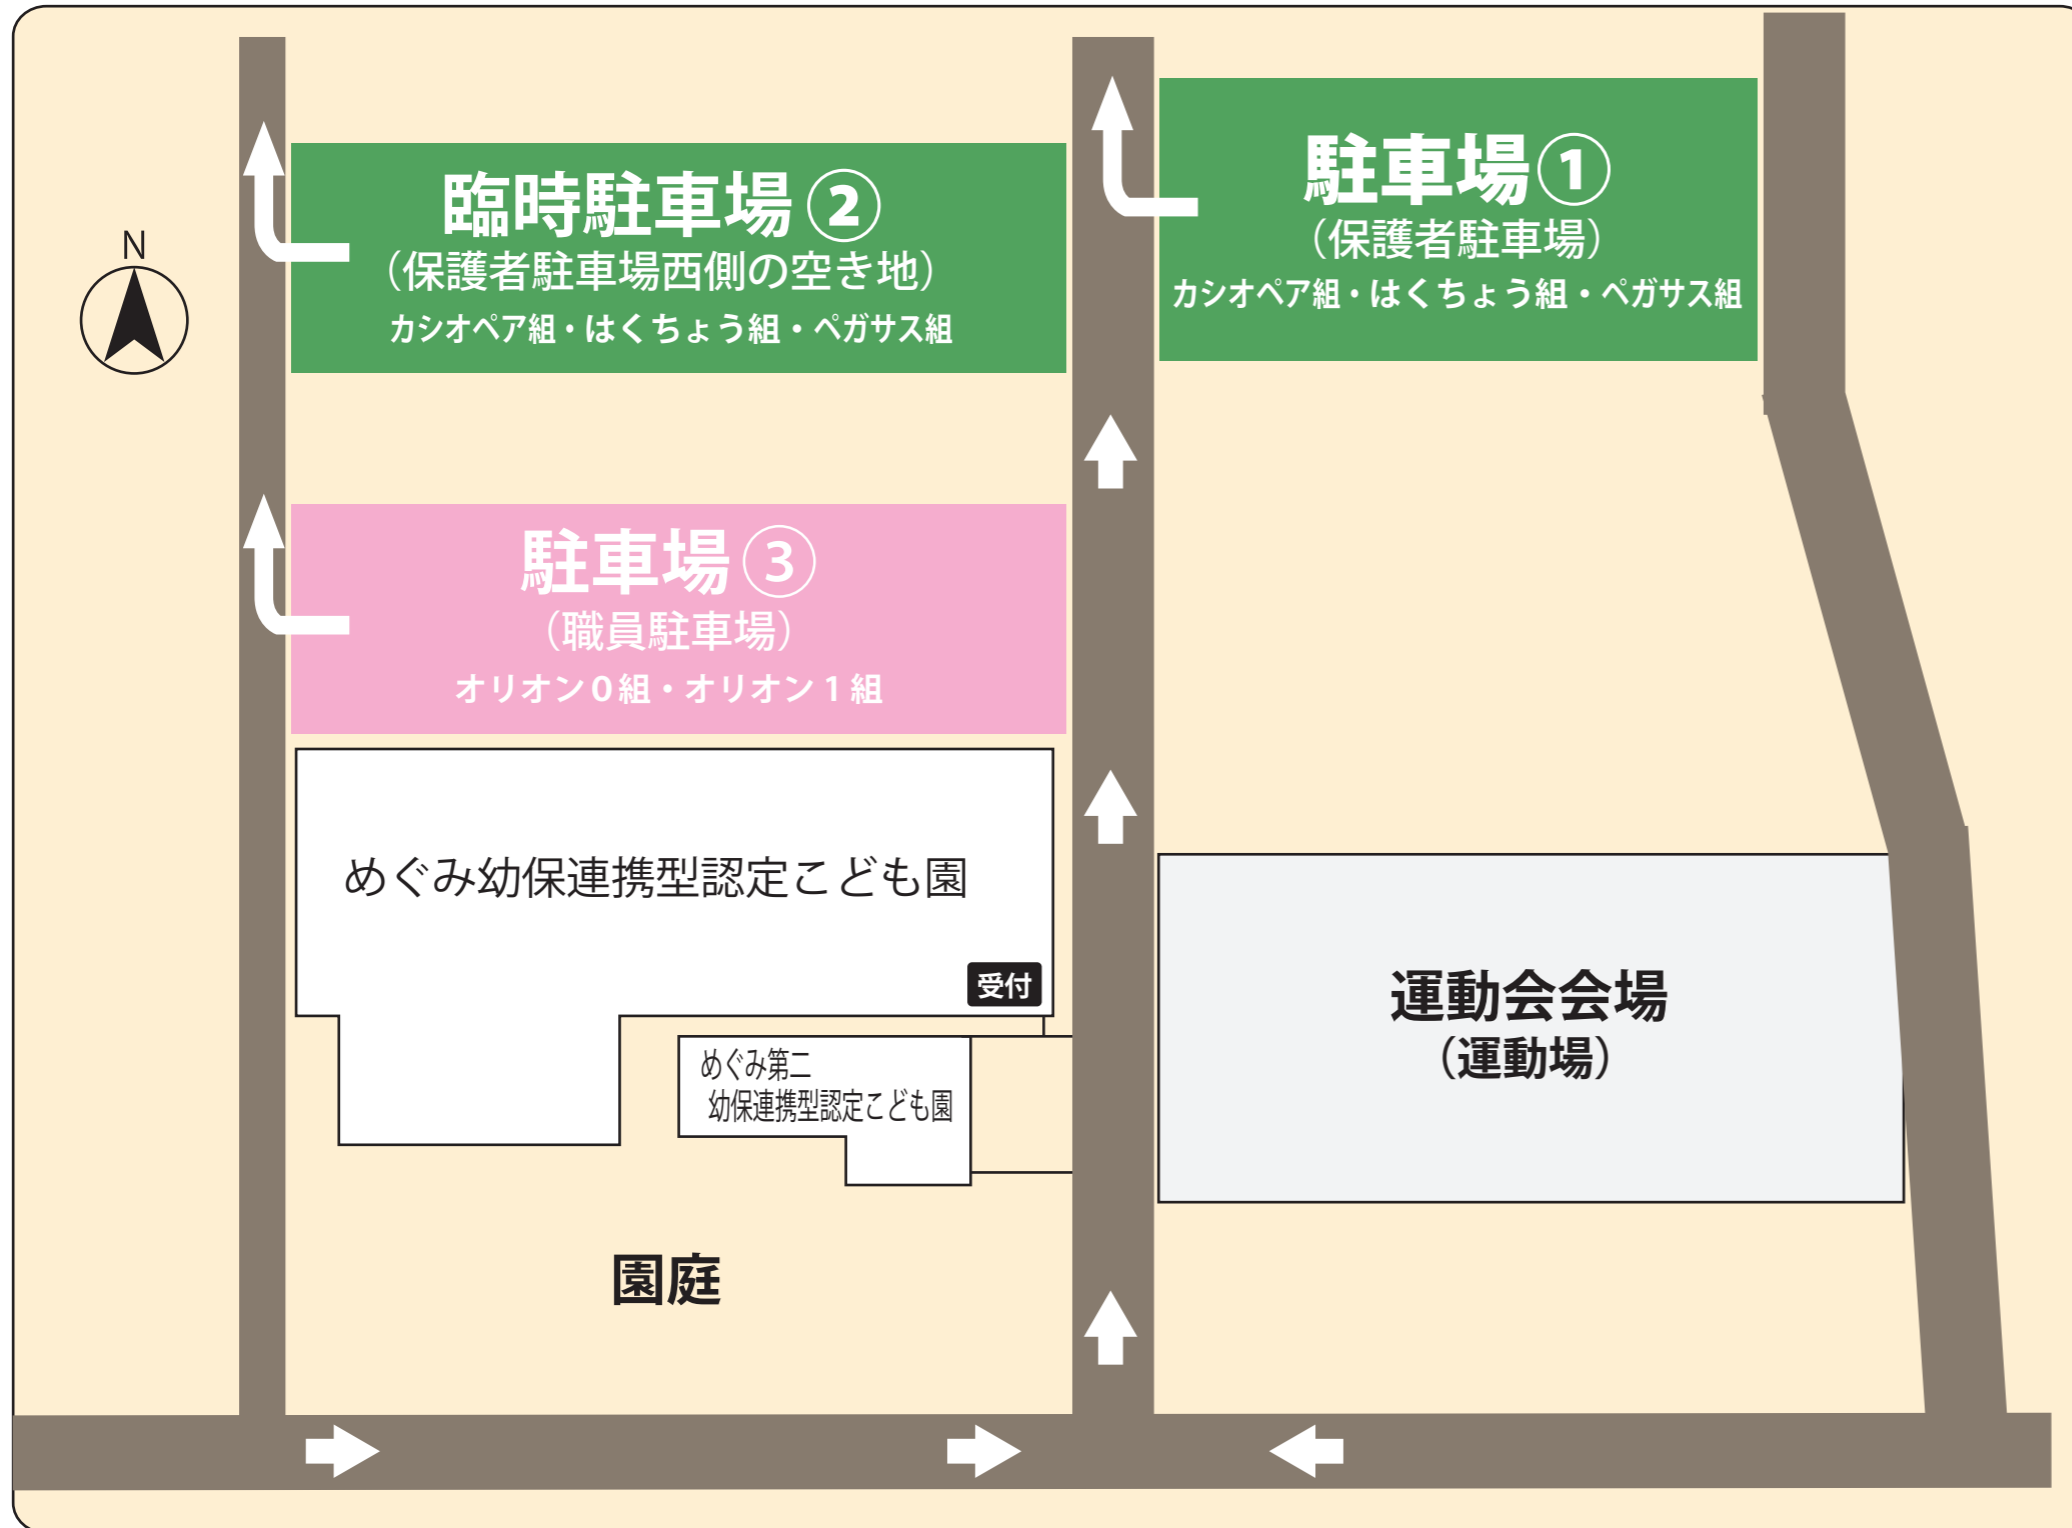 駐車場①
（保護者駐車場）
カシオペア組・はくちょう組・ペガサス組
臨時駐車場②
（保護者駐車場西側の空き地）
カシオペア組・はくちょう組・ペガサス組
N
駐車場③
（職員駐車場）
オリオン０組・オリオン１組
めぐみ幼保連携型認定こども園
受付
運動会会場
（運動場）
めぐみ第二
幼保連携型認定こども園
園庭